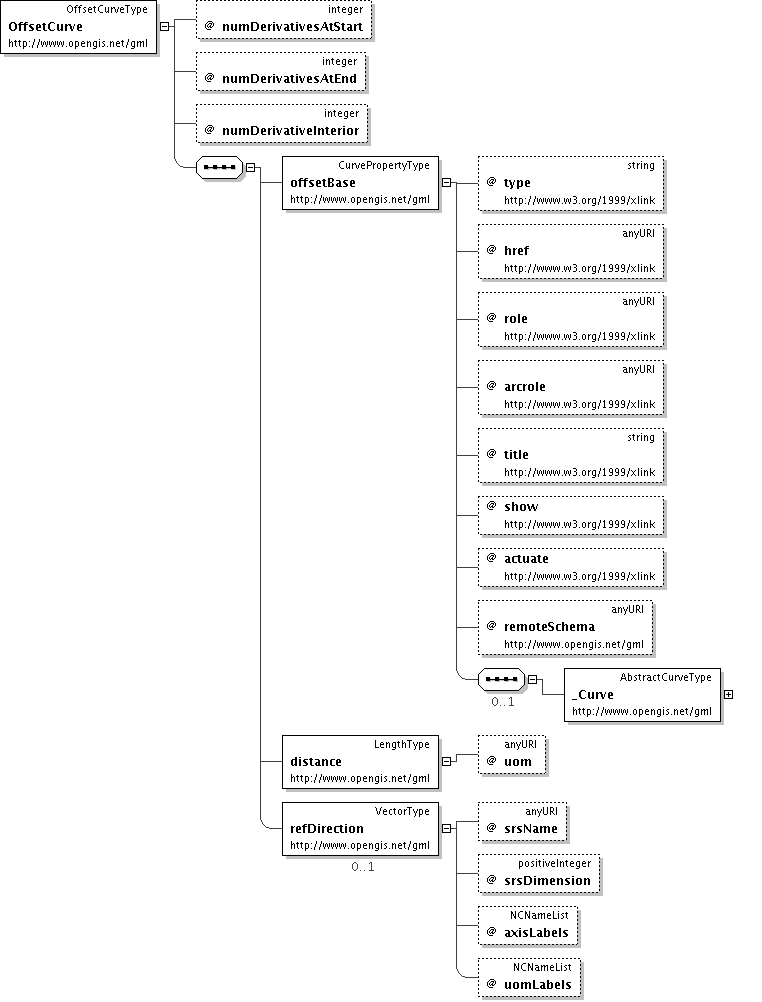 OffsetCurveType
OffsetCurve
http://www.opengis.net/gml
integer
@ numDerivativesAtStart
integer
@ numDerivativesAtEnd
integer
@ numDerivativeInterior
CurvePropertyType
offsetBase
http://www.opengis.net/gml
string
@ type
http://www.w3.org/1999/xlink
anyURI
@ href
http://www.w3.org/1999/xlink
anyURI
@ role
http://www.w3.org/1999/xlink
anyURI
@ arcrole
http://www.w3.org/1999/xlink
string
@ title
http://www.w3.org/1999/xlink
@ show
http://www.w3.org/1999/xlink
@ actuate
http://www.w3.org/1999/xlink
anyURI
@ remoteSchema
http://www.opengis.net/gml
0..1
AbstractCurveType
_Curve
http://www.opengis.net/gml
LengthType
distance
http://www.opengis.net/gml
anyURI
@ uom
VectorType
refDirection
http://www.opengis.net/gml
0..1
anyURI
@ srsName
positiveInteger
@ srsDimension
NCNameList
@ axisLabels
NCNameList
@ uomLabels